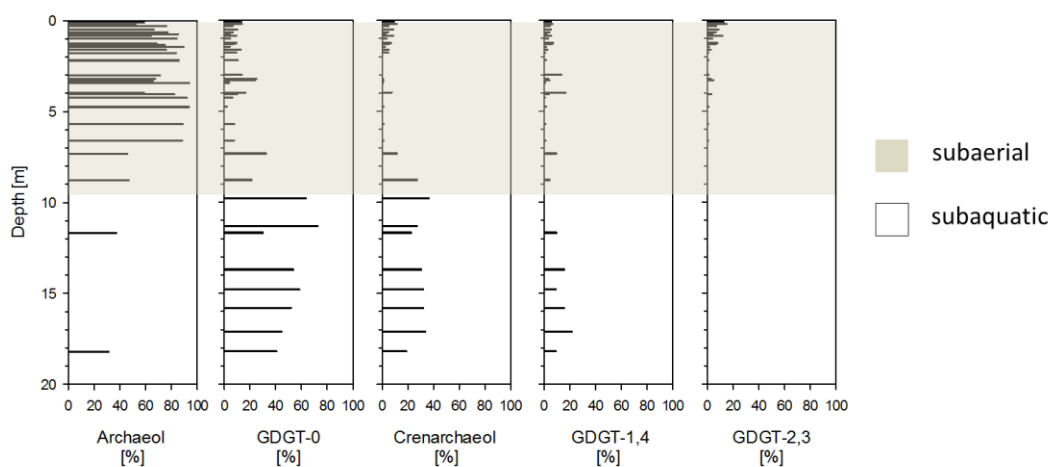 0
5
10
15
20
Depth [m]
0 20 40 60 80 100
0 20 40 60 80 100
0 20 40 60 80 100
0 20 40 60 80 100
0 20 40 60 80 100
Archaeol
[%]
GDGT-0
[%]
Crenarchaeol
[%]
GDGT-1,4
[%]
GDGT-2,3
[%]
subaerial
subaquatic